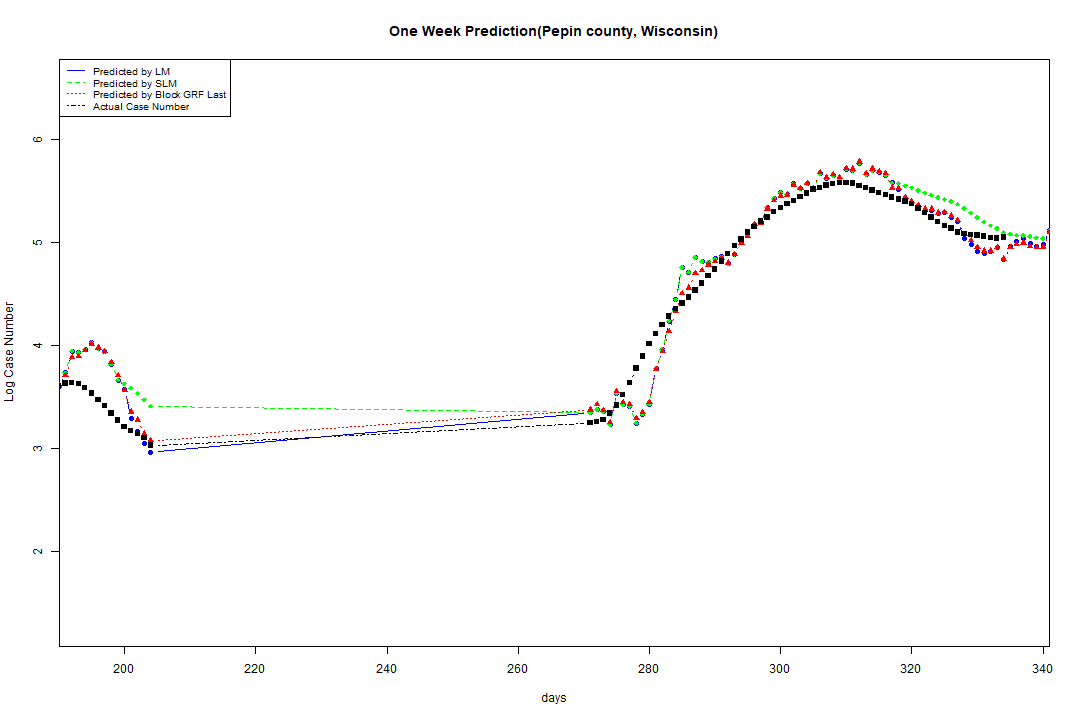 One Week Prediction(Pepin county, Wisconsin)
Predicted by LM
Predicted by SLM
Predicted by Block GRF Last
Actual Case Number
6
5
4
3
2
Log Case Number
200 220 240 260 280 300 320 340
days